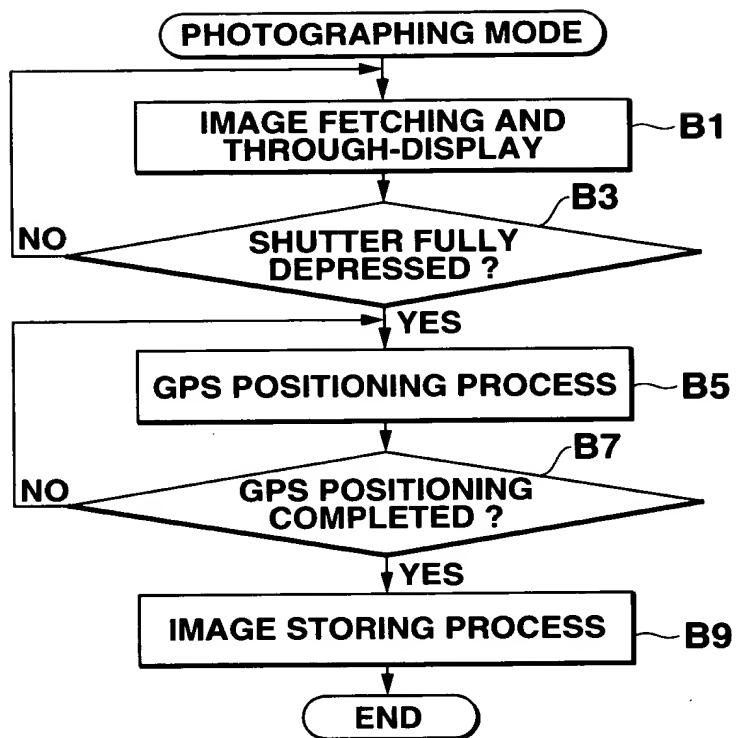 PHOTOGRAPHING MODE
IMAGE FETCHING AND
THROUGH-DISPLAY
B1
B3
NO
SHUTTER FULLY
DEPRESSED ?
YES
GPS POSITIONING PROCESS
B5
B7
NO
GPS POSITIONING
COMPLETED ?
YES
IMAGE STORING PROCESS
B9
END